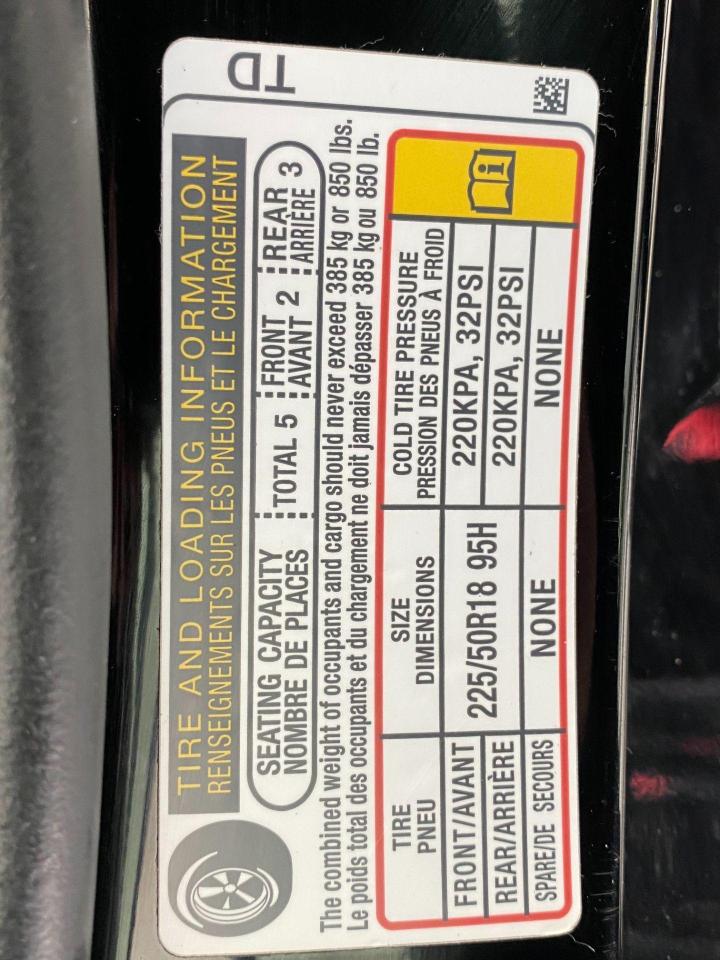 TIRE AND LOADING INFORMATION
RENSEIGNEMENTS SUR LES PNEUS ET LE CHARGEMENT
TD
SEATING CAPACITY
NOMBRE DE PLACES
TOTAL 5
FRONT
AVANT 2
REAR
ARRIÈRE 3
The combined weight of occupants and cargo should never exceed 385 kg or 850 lbs.
Le poids total des occupants et du chargement ne doit jamais dépasser 385 kg ou 850 lb.
TIRE
PNEU
SIZE
DIMENSIONS
COLD TIRE PRESSURE
PRESSION DES PNEUS À FROID
FRONT/AVANT
225/50R18 95H
220KPA, 32PSI
REAR/ARRIÈRE
220KPA, 32PSI
SPARE/DE SECOURS
NONE
NONE